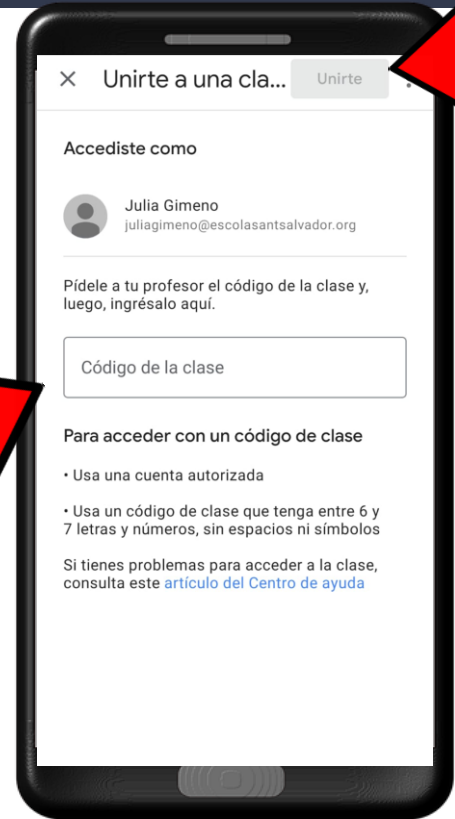 Unirte a una cla...
Unirte
Accediste como
Julia Gimeno
juliagimeno@escolasantsalvador.org
Pídele a tu profesor el código de la clase y,
luego, ingrésalo aquí.
Código de la clase
Para acceder con un código de clase
• Usa una cuenta autorizada
• Usa un código de clase que tenga entre 6 y
7 letras y números, sin espacios ni símbolos
Si tienes problemas para acceder a la clase,
consulta este artículo del Centro de ayuda